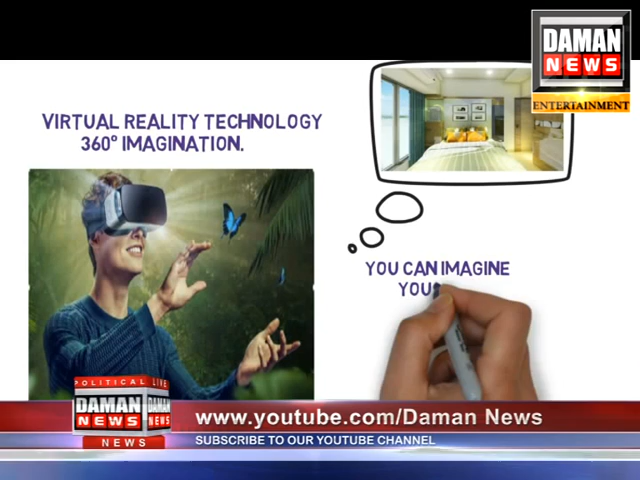 DAMAN
NEWS
ENTERTAINMENT
VIRTUAL REALITY TECHNOLOGY
360° IMAGINATION.
YOU CAN IMAGINE
YOU
POLITICAL LIVE
DAMAN DAMAN
NEWS NEWS
NEWS
www.youtube.com/Daman News
SUBSCRIBE TO OUR YOUTUBE CHANNEL